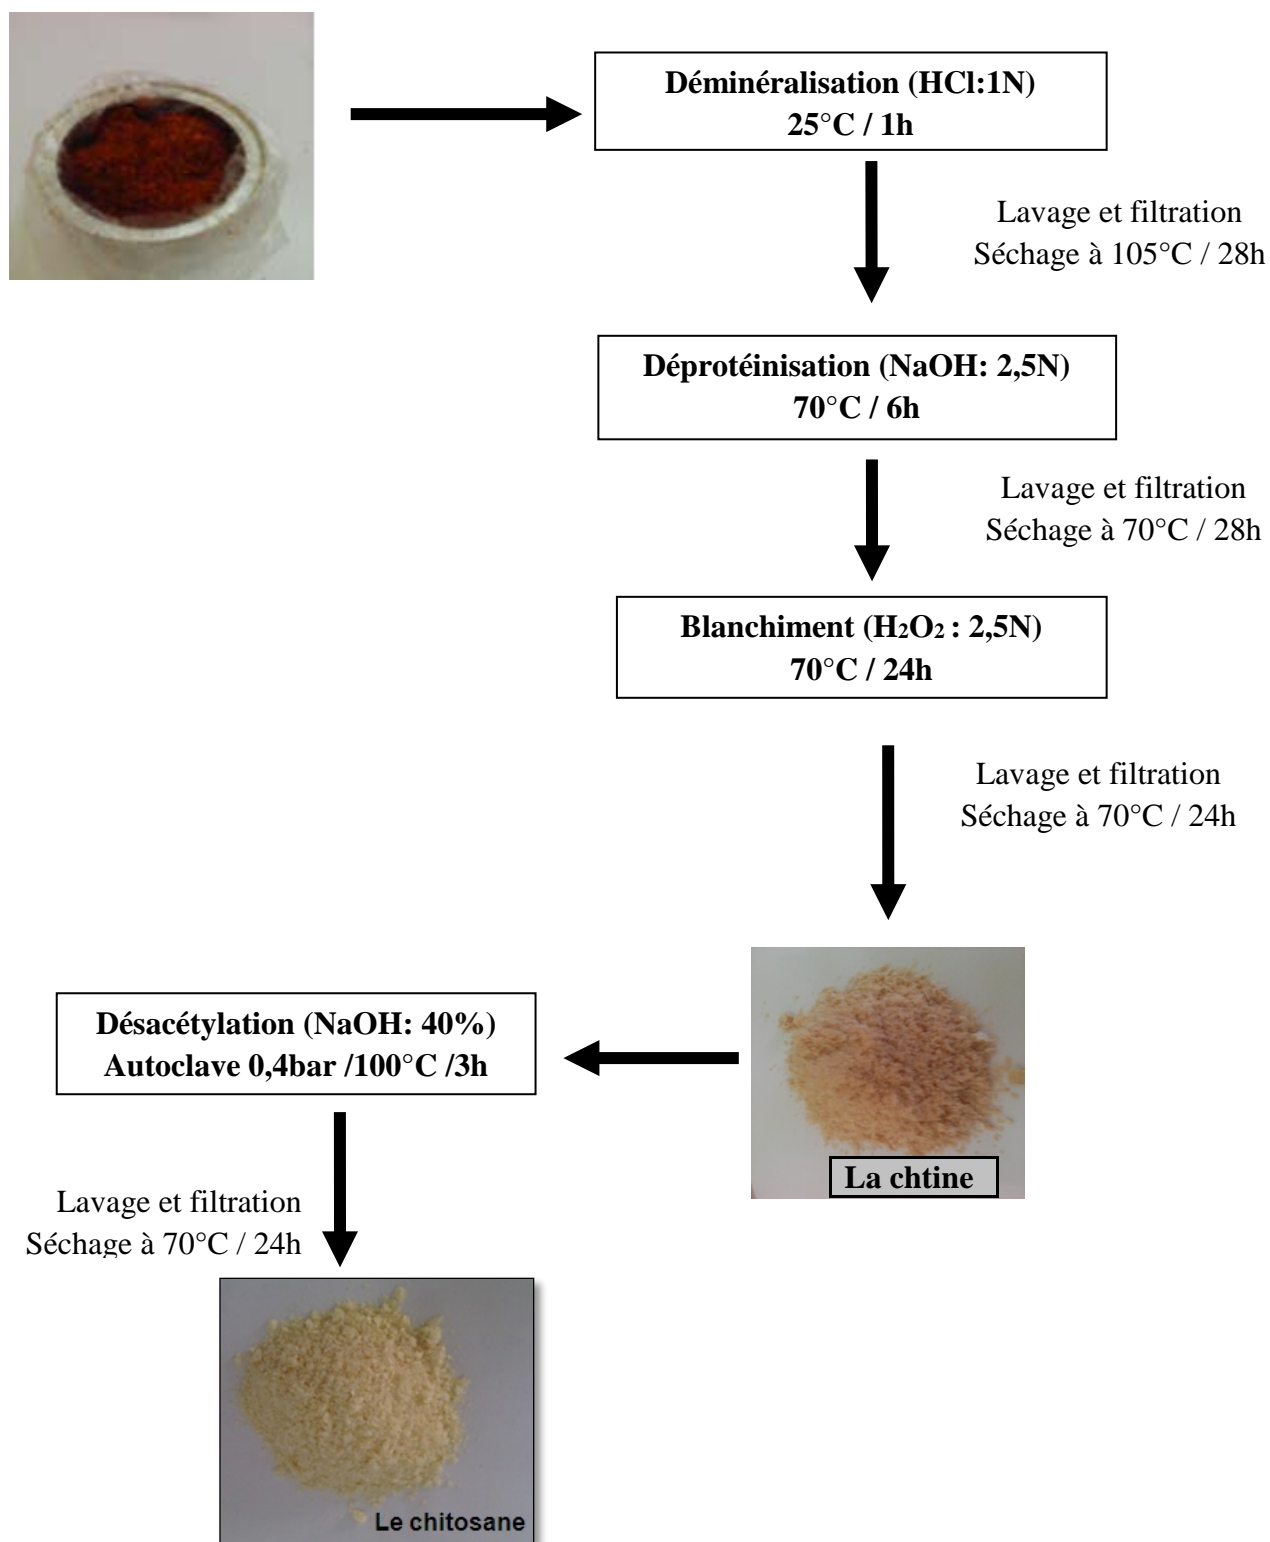 Déminéralisation (HCl:1N)
25°C / 1h
Lavage et filtration
Séchage à 105°C / 28h
Déprotéinisation (NaOH: 2,5N)
70°C / 6h
Lavage et filtration
Séchage à 70°C / 28h
Blanchiment (H₂O₂ : 2,5N)
70°C / 24h
Lavage et filtration
Séchage à 70°C / 24h
La chtine
Désacétylation (NaOH: 40%)
Autoclave 0,4bar /100°C /3h
Lavage et filtration
Séchage à 70°C / 24h
Le chitosane